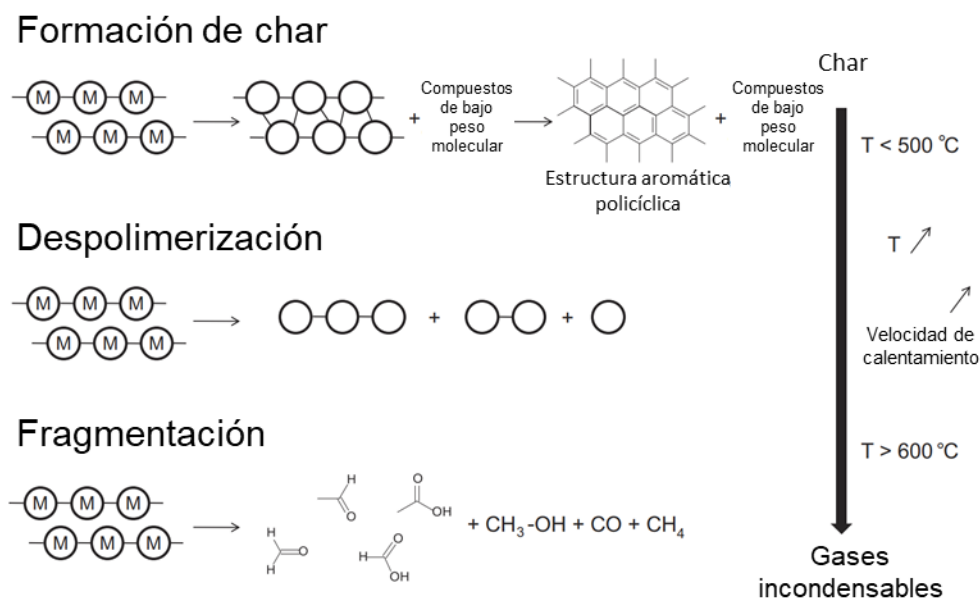 Formación de char
M M M
M M M
+
Compuestos
de bajo
peso
molecular
Estructura aromática
policíclica
+
Compuestos
de bajo
peso
molecular
Char
T < 500 °C
Despolimerización
M M M
M M M
+ +
T
Velocidad de
calentamiento
Fragmentación
M M M
M M M
H
O
O
OH
H
H
O
H
O
OH
+ CH₃-OH + CO + CH₄
T > 600 °C
Gases
incondensables